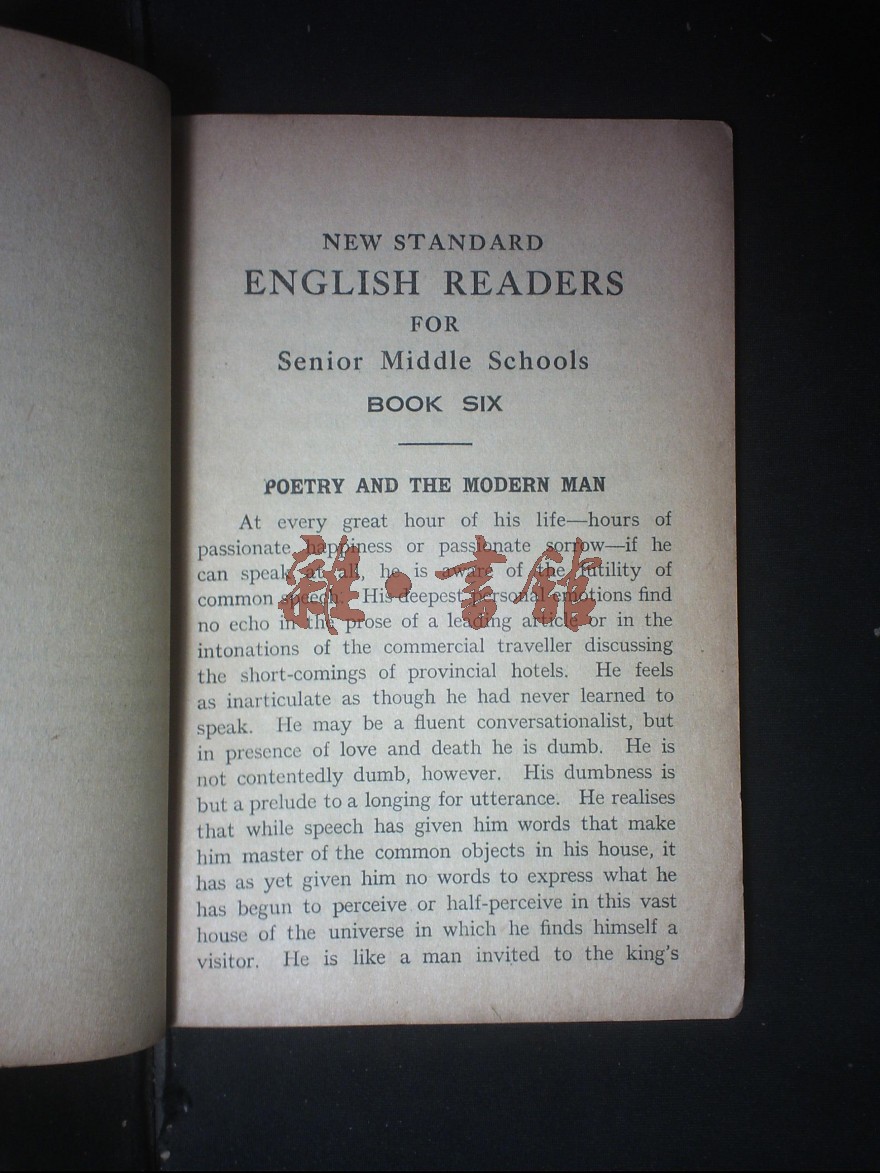 NEW STANDARD
ENGLISH READERS
FOR
Senior Middle Schools
BOOK SIX
POETRY AND THE MODERN MAN
At every great hour of his life—hours of
passionate happiness or passionate sorrow—if he
can speak at all, he is aware of the futility of
common speech. His deepest personal emotions find
no echo in the prose of a leading article or in the
intonations of the commercial traveller discussing
the short-comings of provincial hotels. He feels
as inarticulate as though he had never learned to
speak. He may be a fluent conversationalist, but
in presence of love and death he is dumb. He is
not contentedly dumb, however. His dumbness is
but a prelude to a longing for utterance. He realises
that while speech has given him words that make
him master of the common objects in his house, it
has as yet given him no words to express what he
has begun to perceive or half-perceive in this vast
house of the universe in which he finds himself a
visitor. He is like a man invited to the king's
雜·書館